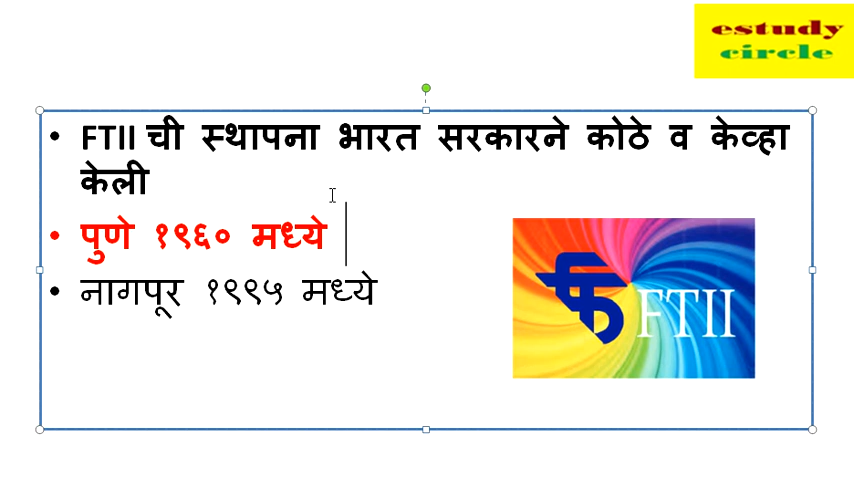 estudy
circle
• FTII ची स्थापना भारत सरकारने कोठे व केव्हा
केली
• पुणे १९६० मध्ये
• नागपूर १९९५ मध्ये
FTII